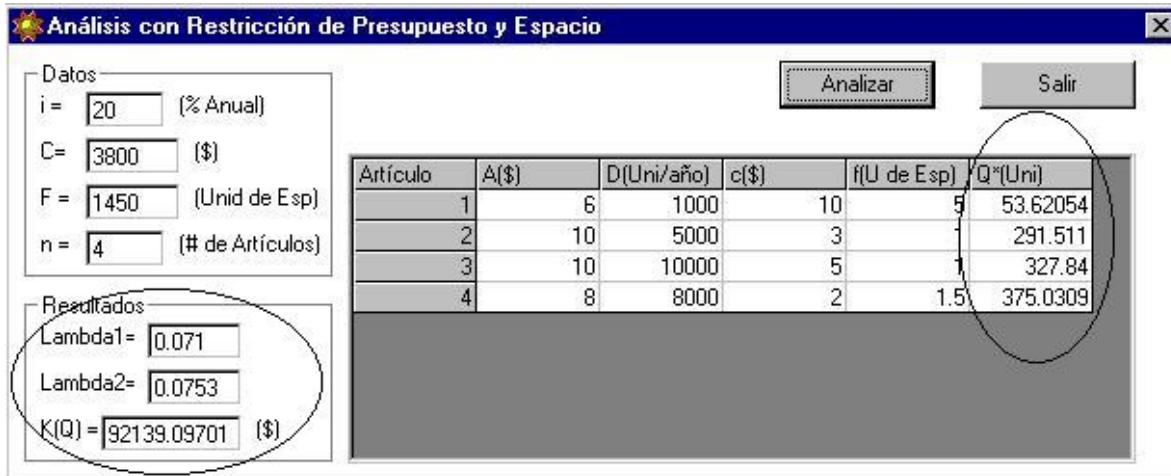 Análisis con Restricción de Presupuesto y Espacio
Datos
i = 20 (% Anual)
C= 3800 ($)
F = 1450 (Unid de Esp)
n = 4 (# de Artículos)
Resultados
Lambda1= 0.071
Lambda2= 0.0753
K(Q) = 92139.09701 ($)
Analizar Salir
Artículo A($) D(Uni/año) c($) f(U de Esp) Q*(Uni)
1 6 1000 10 5 53.62054
2 10 5000 3 1 291.511
3 10 10000 5 1 327.84
4 8 8000 2 1.5 375.0309